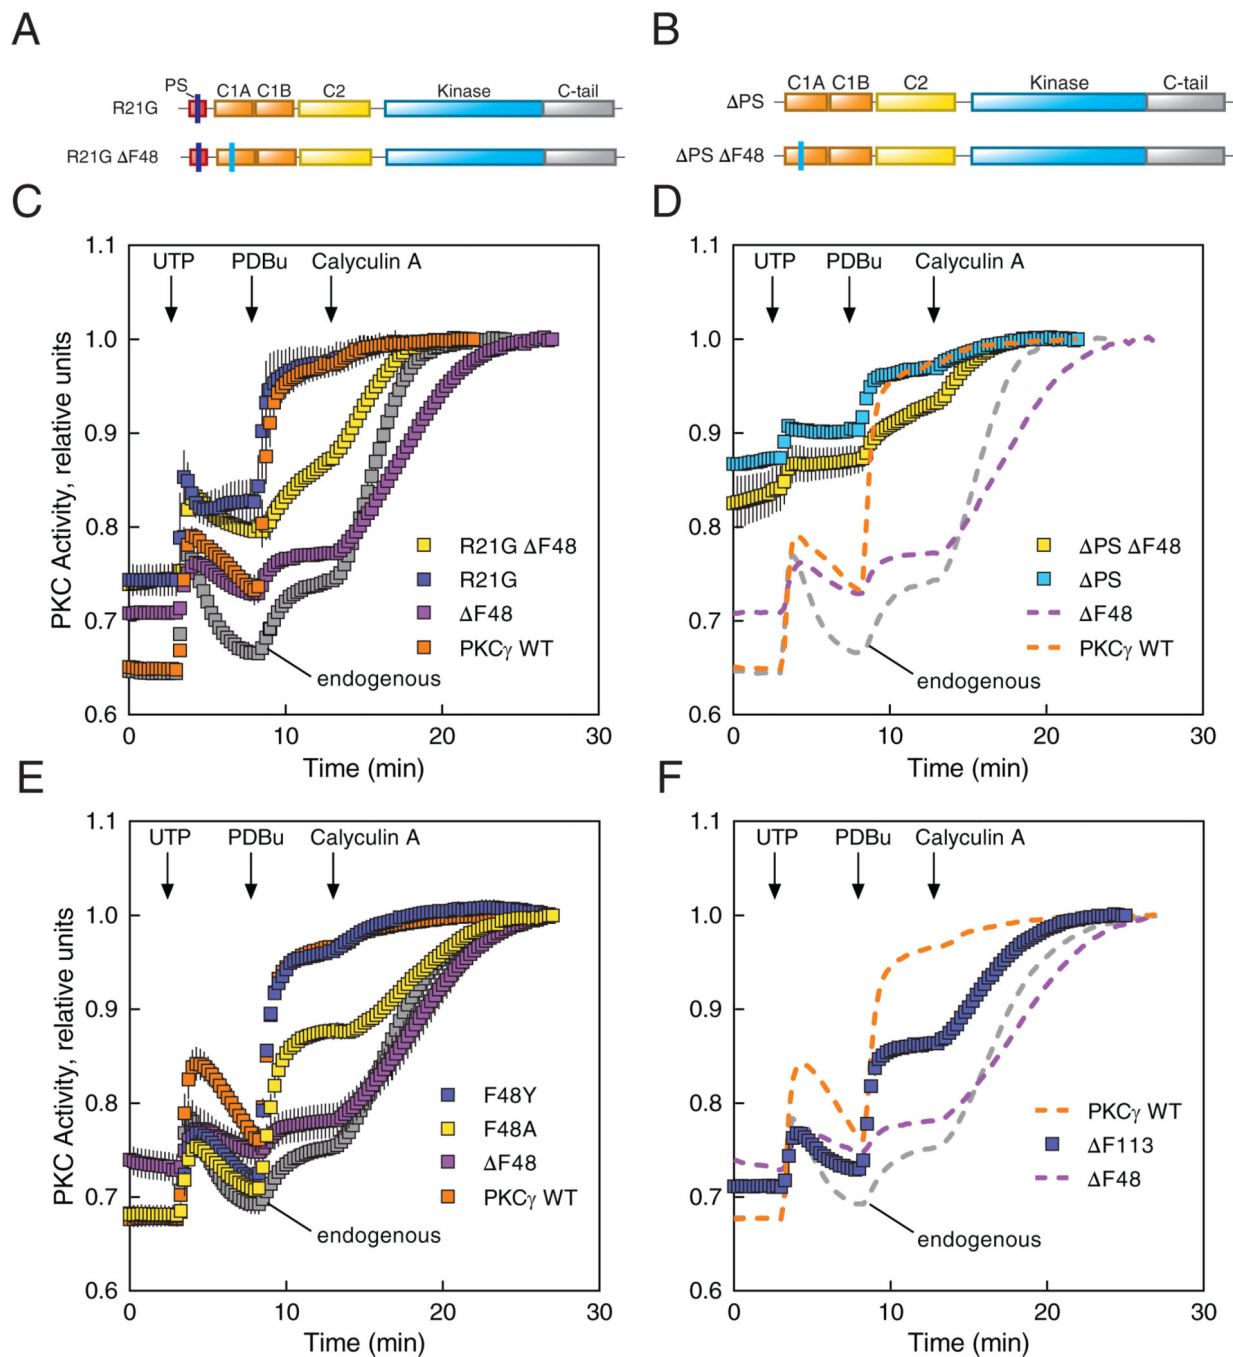 A
PS
C1A C1B C2 Kinase C-tail
R21G
R21G ΔF48
B
C1A C1B C2 Kinase C-tail
ΔPS
ΔPS ΔF48
C
PKC Activity, relative units
1.1
1.0
0.9
0.8
0.7
0.6
UTP PDBu Calyculin A
R21G ΔF48
R21G
ΔF48
PKCγ WT
endogenous
0 10 20 30
Time (min)
D
1.1
1.0
0.9
0.8
0.7
0.6
UTP PDBu Calyculin A
ΔPS ΔF48
ΔPS
ΔF48
PKCγ WT
endogenous
0 10 20 30
Time (min)
E
PKC Activity, relative units
1.1
1.0
0.9
0.8
0.7
0.6
UTP PDBu Calyculin A
F48Y
F48A
ΔF48
PKCγ WT
endogenous
0 10 20 30
Time (min)
F
1.1
1.0
0.9
0.8
0.7
0.6
UTP PDBu Calyculin A
PKCγ WT
ΔF113
ΔF48
endogenous
0 10 20 30
Time (min)